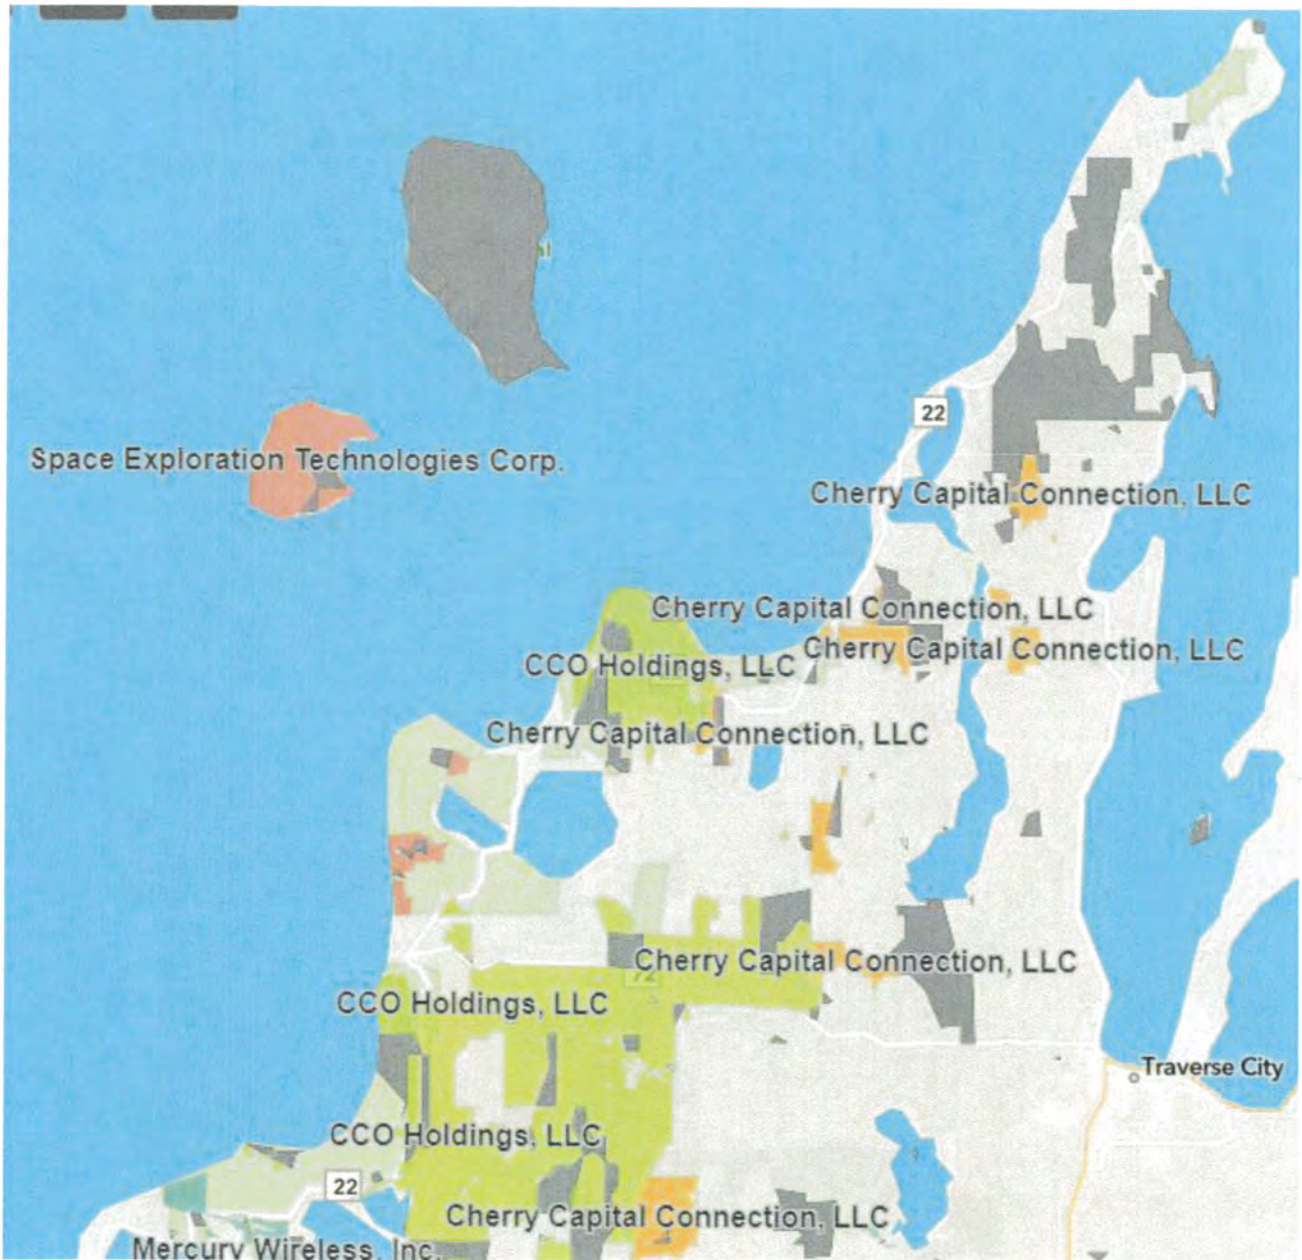 22
Space Exploration Technologies Corp.
Cherry Capital Connection, LLC
Cherry Capital Connection, LLC
Cherry Capital Connection, LLC
CCO Holdings, LLC
Cherry Capital Connection, LLC
Cherry Capital Connection, LLC
72
CCO Holdings, LLC
Traverse City
CCO Holdings, LLC
22
Cherry Capital Connection, LLC
Mercury Wireless, Inc.